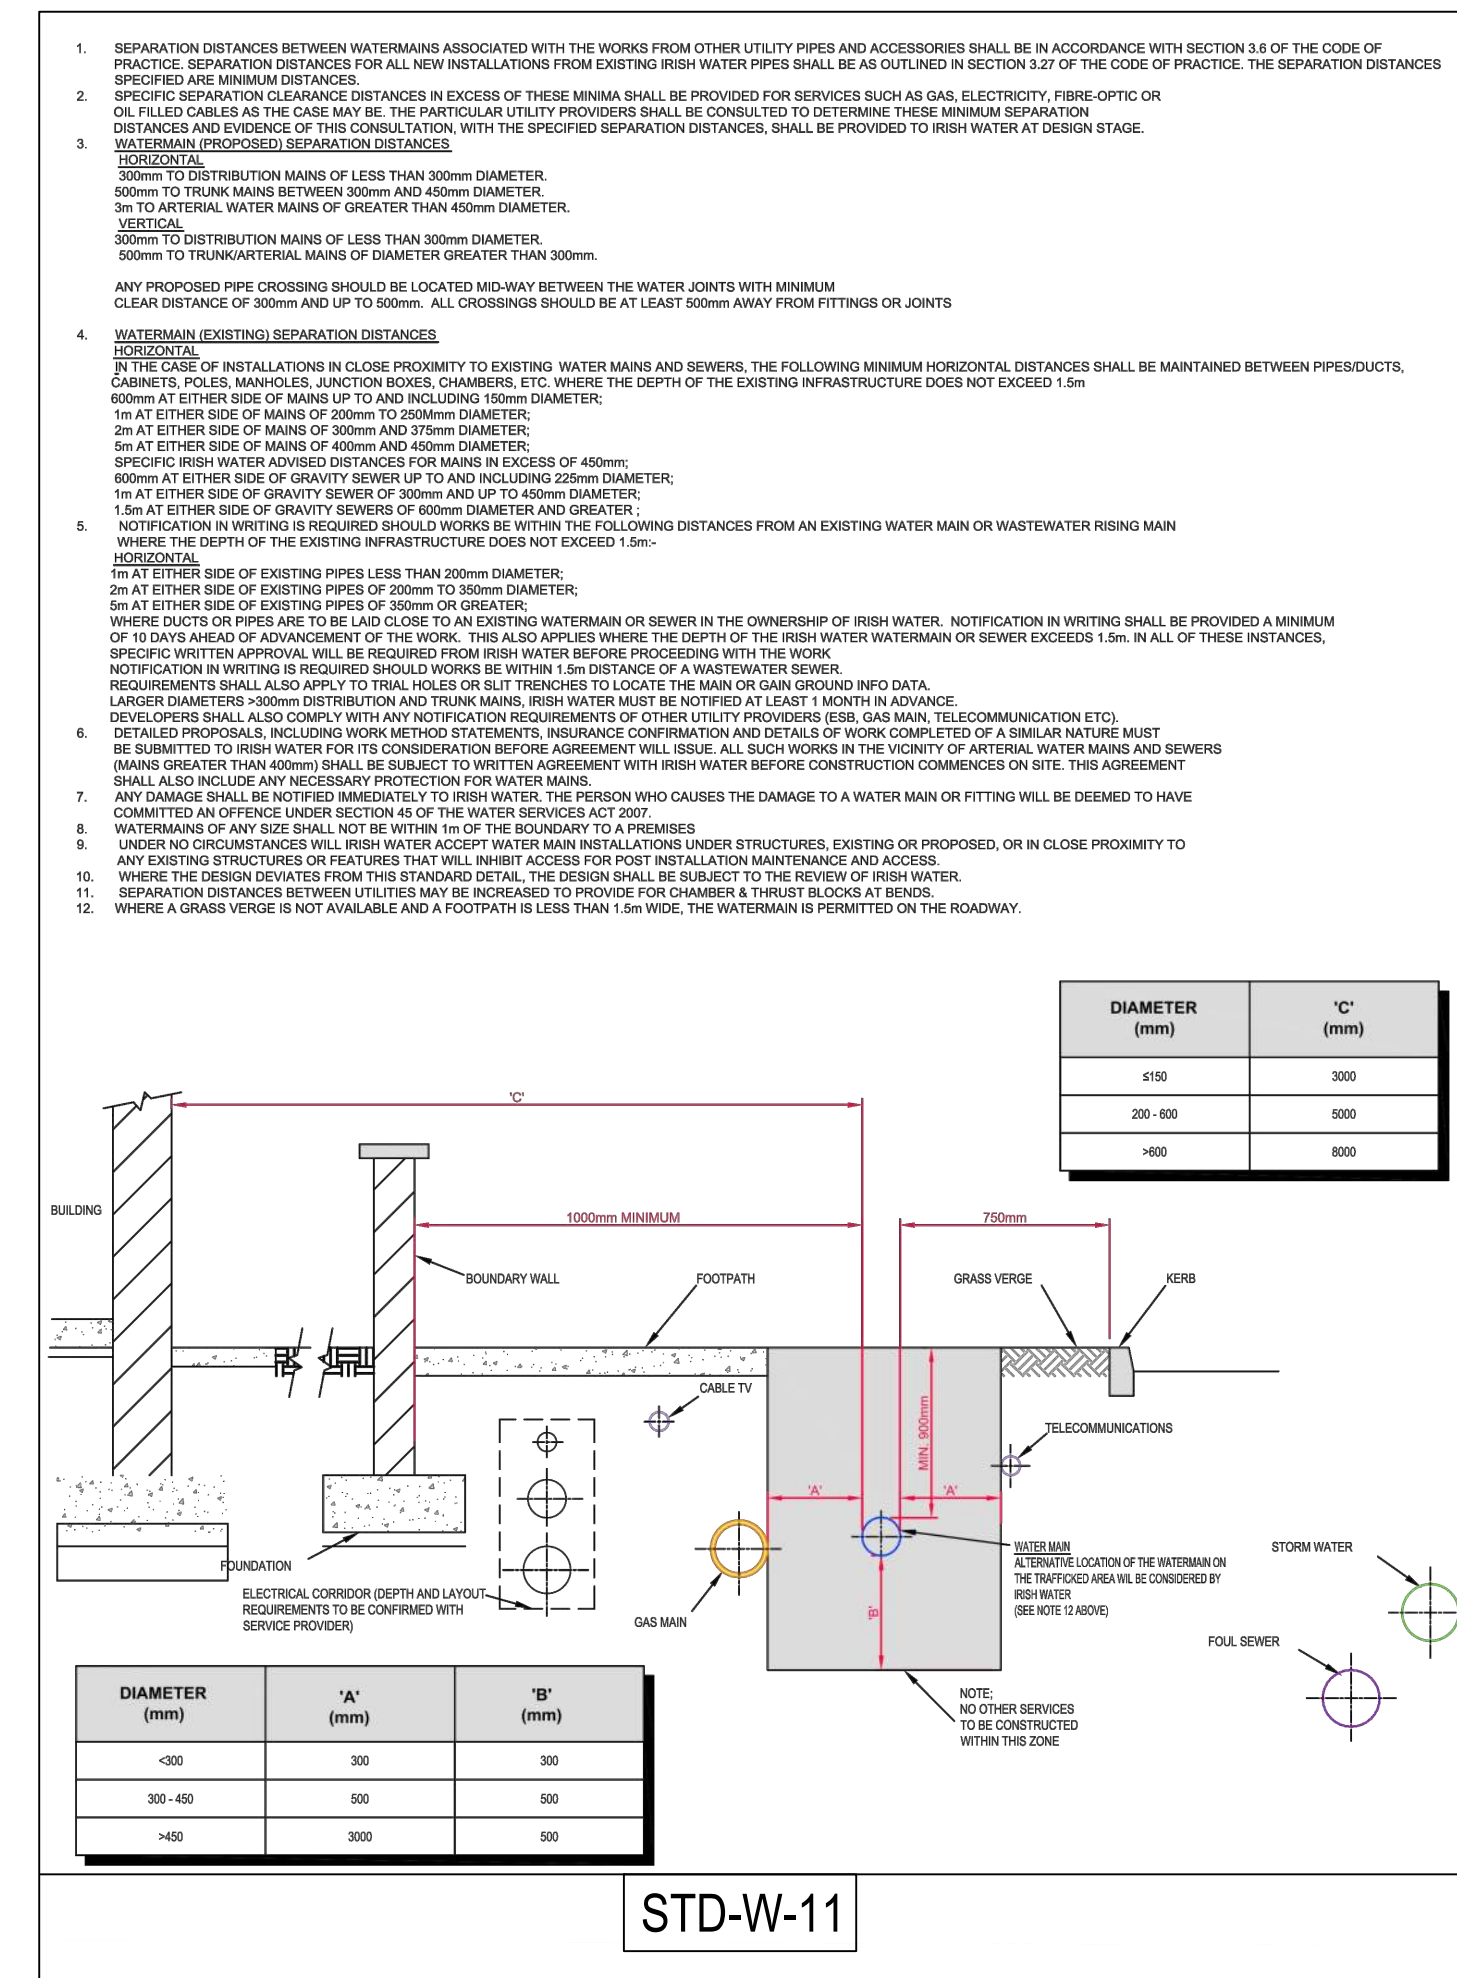 1. SEPARATION DISTANCES BETWEEN WATERMAINS ASSOCIATED WITH THE WORKS FROM OTHER UTILITY PIPES AND ACCESSORIES SHALL BE IN ACCORDANCE WITH SECTION 3.6 OF THE CODE OF
PRACTICE. SEPARATION DISTANCES FOR ALL NEW INSTALLATIONS FROM EXISTING IRISH WATER PIPES SHALL BE AS OUTLINED IN SECTION 3.27 OF THE CODE OF PRACTICE. THE SEPARATION DISTANCES
SPECIFIED ARE MINIMUM DISTANCES.
2. SPECIFIC SEPARATION CLEARANCE DISTANCES IN EXCESS OF THESE MINIMA SHALL BE PROVIDED FOR SERVICES SUCH AS GAS, ELECTRICITY, FIBRE-OPTIC OR
OIL FILLED CABLES AS THE CASE MAY BE. THE PARTICULAR UTILITY PROVIDERS SHALL BE CONSULTED TO DETERMINE THESE MINIMUM SEPARATION
DISTANCES AND EVIDENCE OF THIS CONSULTATION, WITH THE SPECIFIED SEPARATION DISTANCES, SHALL BE PROVIDED TO IRISH WATER AT DESIGN STAGE.
3. WATERMAIN (PROPOSED) SEPARATION DISTANCES
HORIZONTAL
300mm TO DISTRIBUTION MAINS OF LESS THAN 300mm DIAMETER.
500mm TO TRUNK MAINS BETWEEN 300mm AND 450mm DIAMETER.
3m TO ARTERIAL WATER MAINS OF GREATER THAN 450mm DIAMETER.
VERTICAL
300mm TO DISTRIBUTION MAINS OF LESS THAN 300mm DIAMETER.
500mm TO TRUNK/ARTERIAL MAINS OF DIAMETER GREATER THAN 300mm.
ANY PROPOSED PIPE CROSSING SHOULD BE LOCATED MID-WAY BETWEEN THE WATER JOINTS WITH MINIMUM
CLEAR DISTANCE OF 300mm AND UP TO 500mm. ALL CROSSINGS SHOULD BE AT LEAST 500mm AWAY FROM FITTINGS OR JOINTS
4. WATERMAIN (EXISTING) SEPARATION DISTANCES
HORIZONTAL
IN THE CASE OF INSTALLATIONS IN CLOSE PROXIMITY TO EXISTING WATER MAINS AND SEWERS, THE FOLLOWING MINIMUM HORIZONTAL DISTANCES SHALL BE MAINTAINED BETWEEN PIPES/DUCTS,
CABINETS, POLES, MANHOLES, JUNCTION BOXES, CHAMBERS, ETC. WHERE THE DEPTH OF THE EXISTING INFRASTRUCTURE DOES NOT EXCEED 1.5m
600mm AT EITHER SIDE OF MAINS UP TO AND INCLUDING 150mm DIAMETER;
1m AT EITHER SIDE OF MAINS OF 200mm TO 250Mmm DIAMETER;
2m AT EITHER SIDE OF MAINS OF 300mm AND 375mm DIAMETER;
5m AT EITHER SIDE OF MAINS OF 400mm AND 450mm DIAMETER;
SPECIFIC IRISH WATER ADVISED DISTANCES FOR MAINS IN EXCESS OF 450mm;
600mm AT EITHER SIDE OF GRAVITY SEWER UP TO AND INCLUDING 225mm DIAMETER;
1m AT EITHER SIDE OF GRAVITY SEWER OF 300mm AND UP TO 450mm DIAMETER;
1.5m AT EITHER SIDE OF GRAVITY SEWERS OF 600mm DIAMETER AND GREATER ;
5. NOTIFICATION IN WRITING IS REQUIRED SHOULD WORKS BE WITHIN THE FOLLOWING DISTANCES FROM AN EXISTING WATER MAIN OR WASTEWATER RISING MAIN
WHERE THE DEPTH OF THE EXISTING INFRASTRUCTURE DOES NOT EXCEED 1.5m:-
HORIZONTAL
1m AT EITHER SIDE OF EXISTING PIPES LESS THAN 200mm DIAMETER;
2m AT EITHER SIDE OF EXISTING PIPES OF 200mm TO 350mm DIAMETER;
5m AT EITHER SIDE OF EXISTING PIPES OF 350mm OR GREATER;
WHERE DUCTS OR PIPES ARE TO BE LAID CLOSE TO AN EXISTING WATERMAIN OR SEWER IN THE OWNERSHIP OF IRISH WATER. NOTIFICATION IN WRITING SHALL BE PROVIDED A MINIMUM
OF 10 DAYS AHEAD OF ADVANCEMENT OF THE WORK. THIS ALSO APPLIES WHERE THE DEPTH OF THE IRISH WATER WATERMAIN OR SEWER EXCEEDS 1.5m. IN ALL OF THESE INSTANCES,
SPECIFIC WRITTEN APPROVAL WILL BE REQUIRED FROM IRISH WATER BEFORE PROCEEDING WITH THE WORK
NOTIFICATION IN WRITING IS REQUIRED SHOULD WORKS BE WITHIN 1.5m DISTANCE OF A WASTEWATER SEWER.
REQUIREMENTS SHALL ALSO APPLY TO TRIAL HOLES OR SLIT TRENCHES TO LOCATE THE MAIN OR GAIN GROUND INFO DATA.
LARGER DIAMETERS >300mm DISTRIBUTION AND TRUNK MAINS, IRISH WATER MUST BE NOTIFIED AT LEAST 1 MONTH IN ADVANCE.
DEVELOPERS SHALL ALSO COMPLY WITH ANY NOTIFICATION REQUIREMENTS OF OTHER UTILITY PROVIDERS (ESB, GAS MAIN, TELECOMMUNICATION ETC).
6. DETAILED PROPOSALS, INCLUDING WORK METHOD STATEMENTS, INSURANCE CONFIRMATION AND DETAILS OF WORK COMPLETED OF A SIMILAR NATURE MUST
BE SUBMITTED TO IRISH WATER FOR ITS CONSIDERATION BEFORE AGREEMENT WILL ISSUE. ALL SUCH WORKS IN THE VICINITY OF ARTERIAL WATER MAINS AND SEWERS
(MAINS GREATER THAN 400mm) SHALL BE SUBJECT TO WRITTEN AGREEMENT WITH IRISH WATER BEFORE CONSTRUCTION COMMENCES ON SITE. THIS AGREEMENT
SHALL ALSO INCLUDE ANY NECESSARY PROTECTION FOR WATER MAINS.
7. ANY DAMAGE SHALL BE NOTIFIED IMMEDIATELY TO IRISH WATER. THE PERSON WHO CAUSES THE DAMAGE TO A WATER MAIN OR FITTING WILL BE DEEMED TO HAVE
COMMITTED AN OFFENCE UNDER SECTION 45 OF THE WATER SERVICES ACT 2007.
8. WATERMAINS OF ANY SIZE SHALL NOT BE WITHIN 1m OF THE BOUNDARY TO A PREMISES
9. UNDER NO CIRCUMSTANCES WILL IRISH WATER ACCEPT WATER MAIN INSTALLATIONS UNDER STRUCTURES, EXISTING OR PROPOSED, OR IN CLOSE PROXIMITY TO
ANY EXISTING STRUCTURES OR FEATURES THAT WILL INHIBIT ACCESS FOR POST INSTALLATION MAINTENANCE AND ACCESS.
10. WHERE THE DESIGN DEVIATES FROM THIS STANDARD DETAIL, THE DESIGN SHALL BE SUBJECT TO THE REVIEW OF IRISH WATER.
11. SEPARATION DISTANCES BETWEEN UTILITIES MAY BE INCREASED TO PROVIDE FOR CHAMBER & THRUST BLOCKS AT BENDS.
12. WHERE A GRASS VERGE IS NOT AVAILABLE AND A FOOTPATH IS LESS THAN 1.5m WIDE, THE WATERMAIN IS PERMITTED ON THE ROADWAY.
DIAMETER (mm) 'C' (mm)
≤150 3000
200 - 600 5000
>600 8000
'C'
BUILDING
1000mm MINIMUM
750mm
BOUNDARY WALL
FOOTPATH
GRASS VERGE
KERB
CABLE TV
MIN. 900mm
TELECOMMUNICATIONS
'A'
'A'
'B'
FOUNDATION
ELECTRICAL CORRIDOR (DEPTH AND LAYOUT
REQUIREMENTS TO BE CONFIRMED WITH
SERVICE PROVIDER)
GAS MAIN
WATER MAIN
ALTERNATIVE LOCATION OF THE WATERMAIN ON
THE TRAFFICKED AREA WIL BE CONSIDERED BY
IRISH WATER
(SEE NOTE 12 ABOVE)
STORM WATER
FOUL SEWER
NOTE;
NO OTHER SERVICES
TO BE CONSTRUCTED
WITHIN THIS ZONE
DIAMETER (mm) 'A' (mm) 'B' (mm)
<300 300 300
300 - 450 500 500
>450 3000 500
STD-W-11